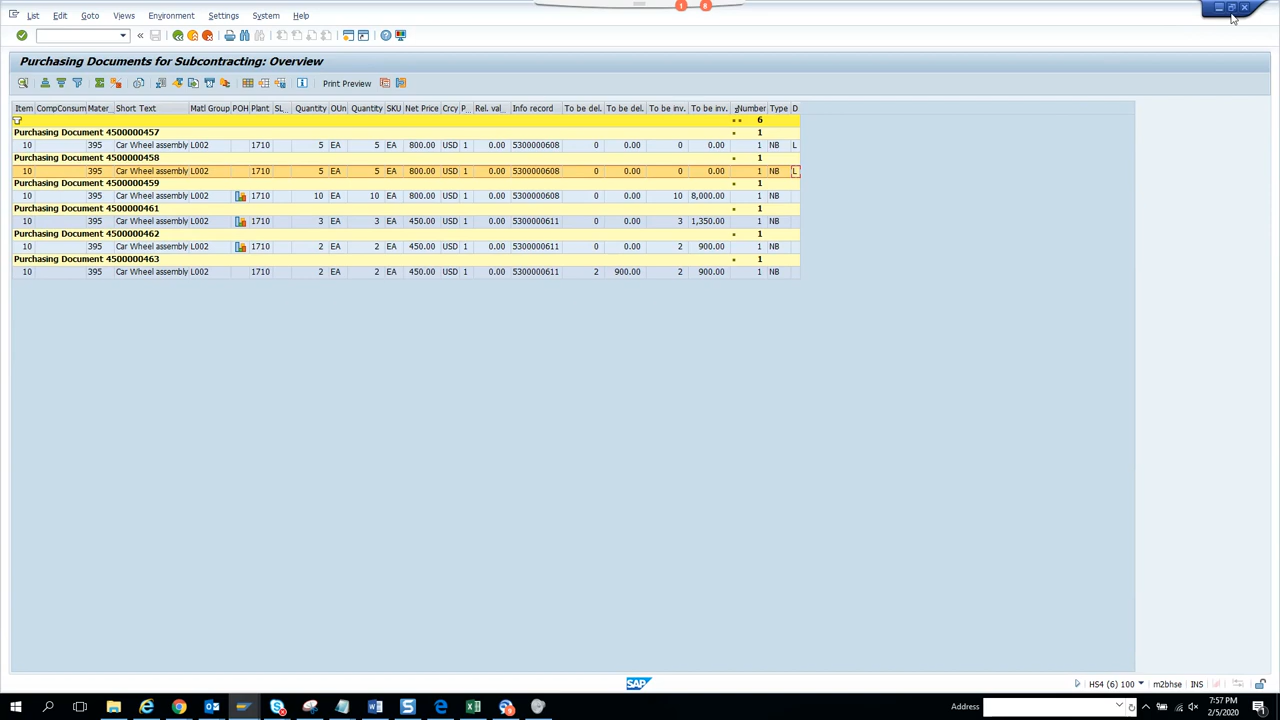 1 8
List Edit Goto Views Environment Settings System Help
Purchasing Documents for Subcontracting: Overview
Print Preview
Item CompConsum Mater_ Short Text Matl Group POH Plant SL_ Quantity OUn Quantity SKU Net Price Crcy P... Rel. val_ Info record To be del. To be del. To be inv. To be inv. Number Type D
6
Purchasing Document 4500000457 1
10 395 Car Wheel assembly L002 1710 5 EA 5 EA 800.00 USD 1 0.00 5300000608 0 0.00 0 0.00 1 NB L
Purchasing Document 4500000458 1
10 395 Car Wheel assembly L002 1710 5 EA 5 EA 800.00 USD 1 0.00 5300000608 0 0.00 0 0.00 1 NB L
Purchasing Document 4500000459 1
10 395 Car Wheel assembly L002 1710 10 EA 10 EA 800.00 USD 1 0.00 5300000608 0 0.00 10 8,000.00 1 NB
Purchasing Document 4500000461 1
10 395 Car Wheel assembly L002 1710 3 EA 3 EA 450.00 USD 1 0.00 5300000611 0 0.00 3 1,350.00 1 NB
Purchasing Document 4500000462 1
10 395 Car Wheel assembly L002 1710 2 EA 2 EA 450.00 USD 1 0.00 5300000611 0 0.00 2 900.00 1 NB
Purchasing Document 4500000463 1
10 395 Car Wheel assembly L002 1710 2 EA 2 EA 450.00 USD 1 0.00 5300000611 2 900.00 2 900.00 1 NB
SAP HS4 (6) 100 m2bhse INS
Address
7:57 PM
2/5/2020